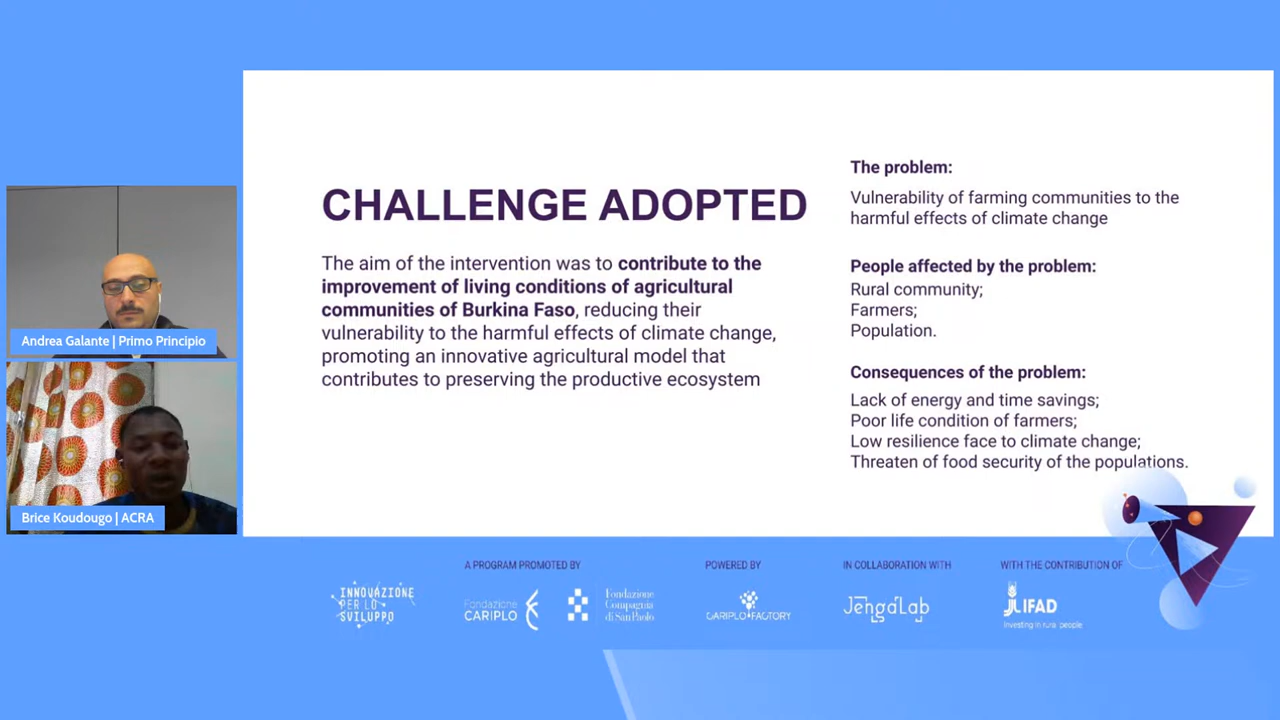 CHALLENGE ADOPTED
The aim of the intervention was to contribute to the
improvement of living conditions of agricultural
communities of Burkina Faso, reducing their
vulnerability to the harmful effects of climate change,
promoting an innovative agricultural model that
contributes to preserving the productive ecosystem
The problem:
Vulnerability of farming communities to the
harmful effects of climate change
People affected by the problem:
Rural community;
Farmers;
Population.
Consequences of the problem:
Lack of energy and time savings;
Poor life condition of farmers;
Low resilience face to climate change;
Threaten of food security of the populations.
Andrea Galante | Primo Principio
Brice Koudougo | ACRA
INNOVAZIONE
PER LO
SVILUPPO
A PROGRAM PROMOTED BY
Fondazione
CARIPLO
Fondazione
Compagnia
di San Paolo
POWERED BY
CARIPLO FACTORY
IN COLLABORATION WITH
JengaLab
WITH THE CONTRIBUTION OF
JL IFAD
Investing in rural people